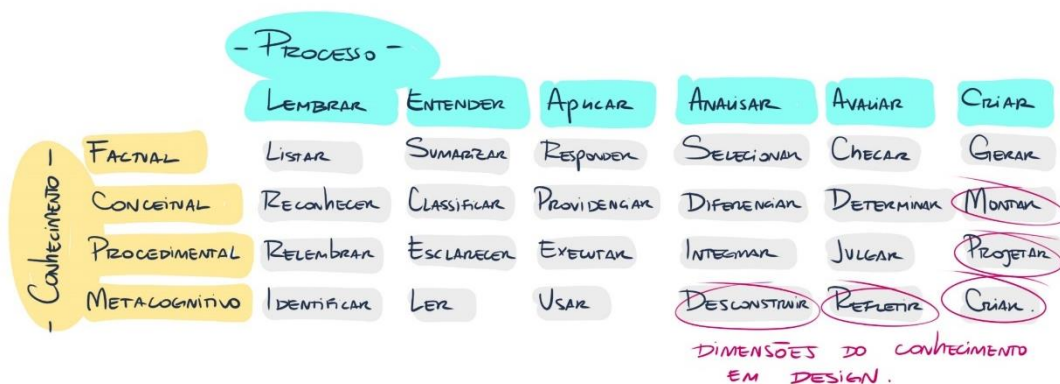 - PROCESSO -
LEMBRAR ENTENDER APLICAR ANALISAR AVALIAR CRIAR
- CONHECIMENTO -
FACTUAL LISTAR SUMARIZAR RESPONDER SELECIONAR CHECAR GERAR
CONCEITUAL RECONHECER CLASSIFICAR PROVIDENCIAR DIFERENCIAR DETERMINAR MONTAR
PROCEDIMENTAL RELEMBRAR ESCLARECER EXECUTAR INTEGRAR JULGAR PROJETAR
METACOGNITIVO IDENTIFICAR LER USAR DESCONSTRUIR REFLETIR CRIAR.
DIMENSÕES DO CONHECIMENTO
EM DESIGN.